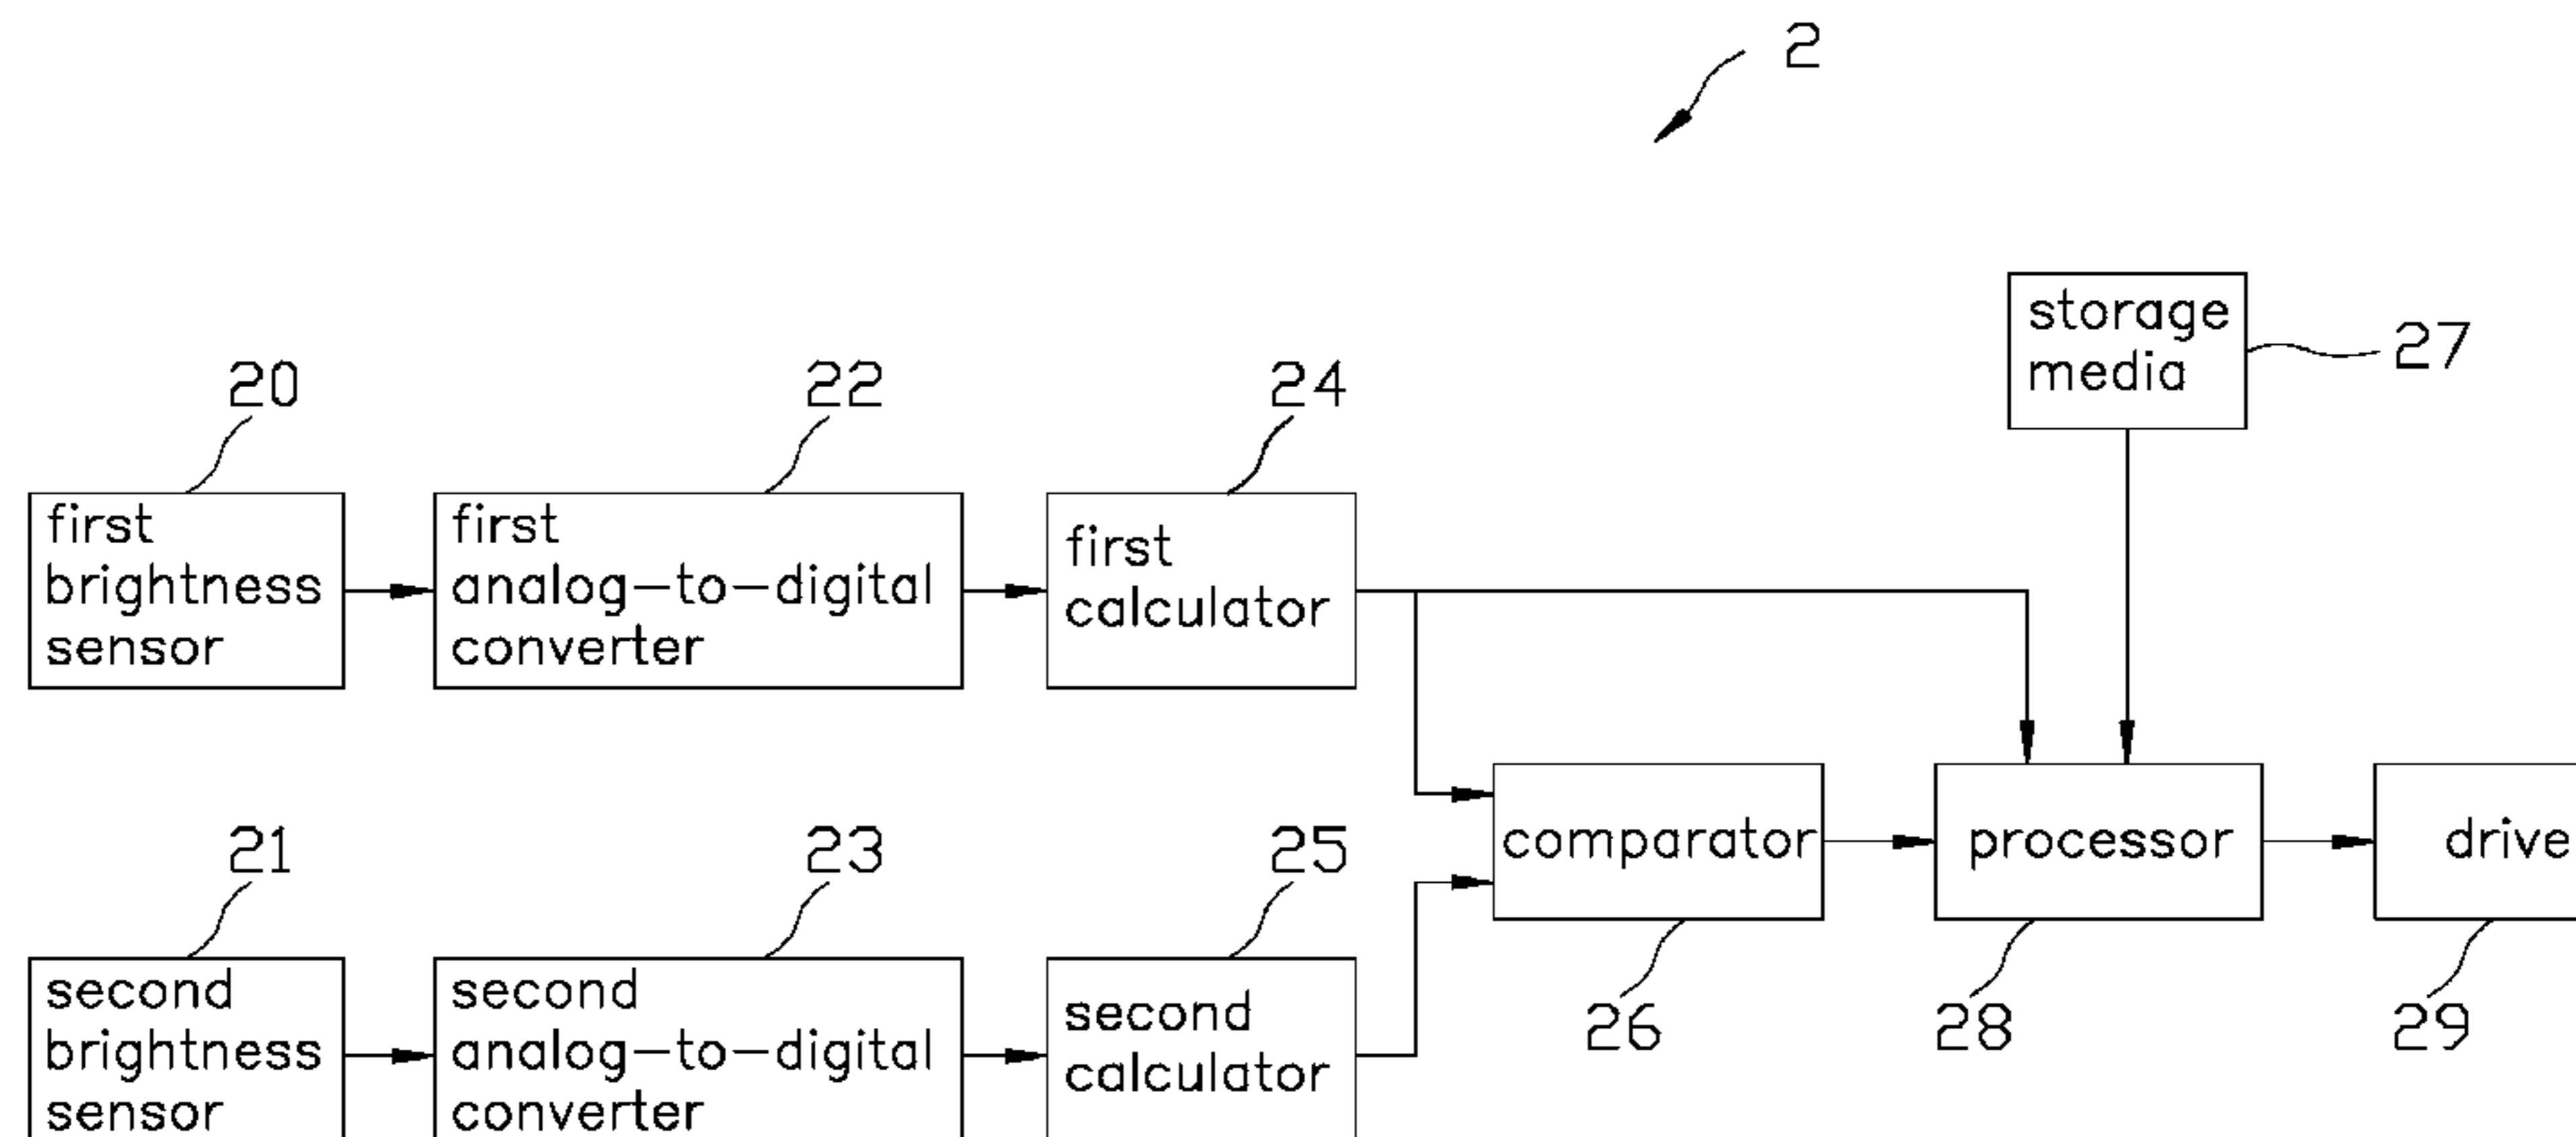 2
storage
media
27
20
22
24
first
brightness
sensor
first
analog-to-digital
converter
first
calculator
21
23
25
comparator
processor
drive
second
brightness
sensor
second
analog-to-digital
converter
second
calculator
26
28
29